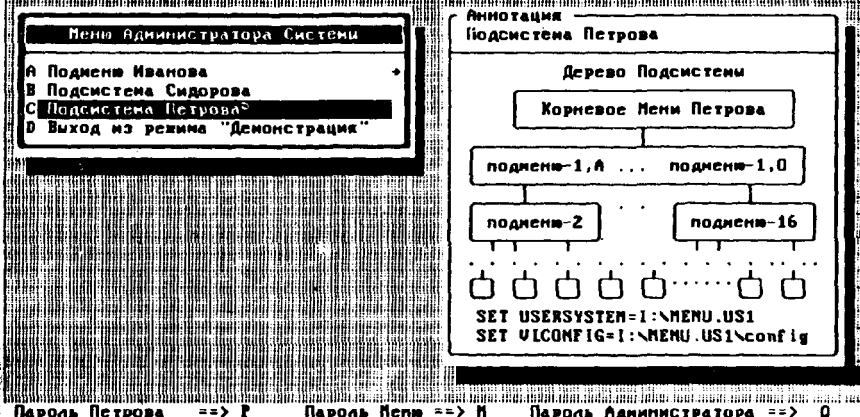 Меню Администратора Системы
A Подменю Иванова →
B Подсистема Сидорова
C Подсистема Петрова
D Выход из режима "Демонстрация"
Аннотация
Подсистема Петрова
Дерево Подсистемы
Корневое Меню Петрова
подменю-1,A ... подменю-1,O
. .
подменю-2 подменю-16
SET USERSYSTEM=I:\MENU.US1
SET VLCONFIG=I:\MENU.US1\config
Пароль Петрова ==> P Пароль Меню ==> M Пароль Администратора ==> O